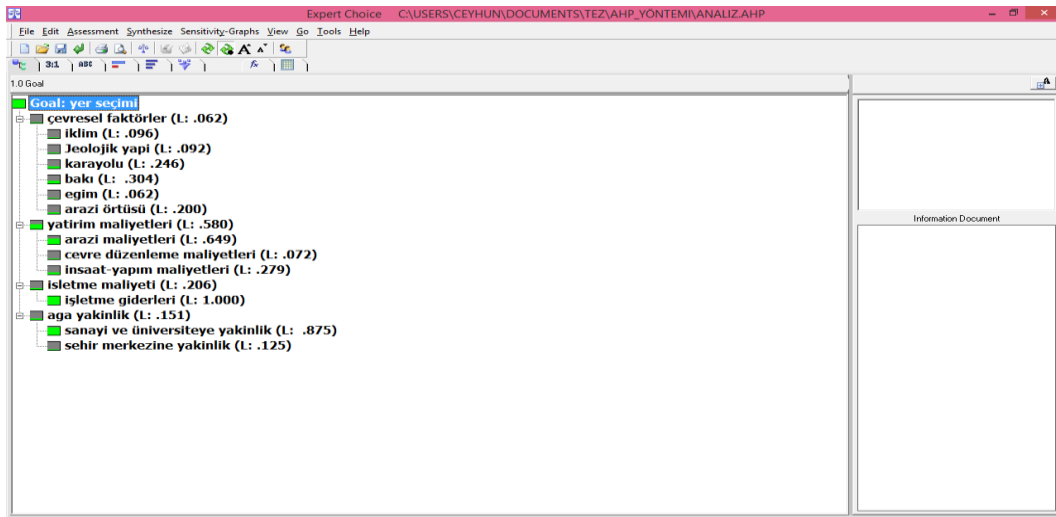 Expert Choice C:\USERS\CEYHUN\DOCUMENTS\TEZ\AHP_YÖNTEMI\ANALIZ.AHP
File Edit Assessment Synthesize Sensitivity-Graphs View Go Tools Help
3:1 ABC
1.0 Goal
Goal: yer seçimi
çevresel faktörler (L: .062)
iklim (L: .096)
Jeolojik yapi (L: .092)
karayolu (L: .246)
bakı (L: .304)
egim (L: .062)
arazi örtüsü (L: .200)
yatirim maliyetleri (L: .580)
arazi maliyetleri (L: .649)
cevre düzenleme maliyetleri (L: .072)
insaat-yapım maliyetleri (L: .279)
isletme maliyeti (L: .206)
işletme giderleri (L: 1.000)
aga yakinlik (L: .151)
sanayi ve üniversiteye yakinlik (L: .875)
sehir merkezine yakinlik (L: .125)
Information Document